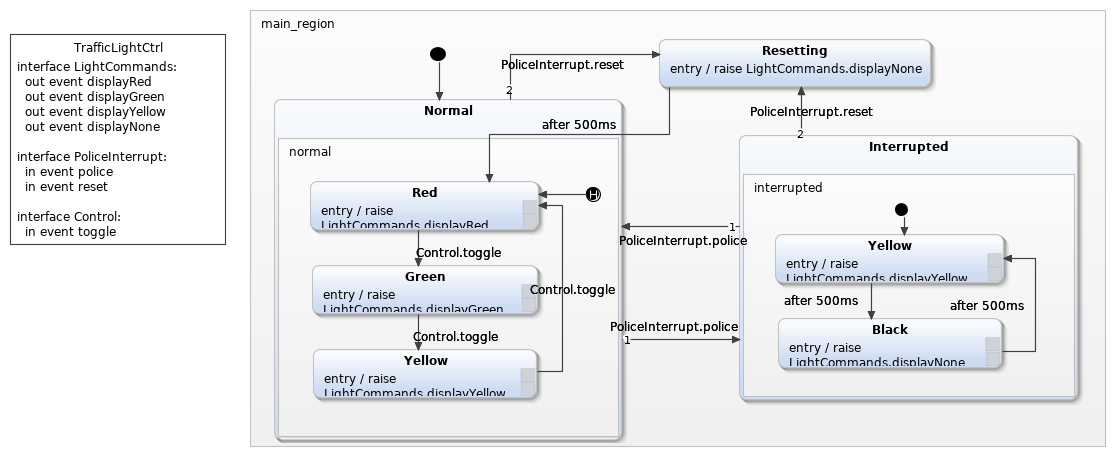 TrafficLightCtrl
interface LightCommands:
out event displayRed
out event displayGreen
out event displayYellow
out event displayNone
interface PoliceInterrupt:
in event police
in event reset
interface Control:
in event toggle
main_region
Resetting
entry / raise LightCommands.displayNone
PoliceInterrupt.reset
2
Normal
after 500ms
normal
Red
entry / raise
LightCommands.displayRed
H
Control.toggle
Green
entry / raise
LightCommands.displayGreen
Control.toggle
Control.toggle
Yellow
entry / raise
LightCommands.displayYellow
PoliceInterrupt.reset
2
1
PoliceInterrupt.police
PoliceInterrupt.police
1
Interrupted
interrupted
Yellow
entry / raise
LightCommands.displayYellow
after 500ms
after 500ms
Black
entry / raise
LightCommands.displayNone